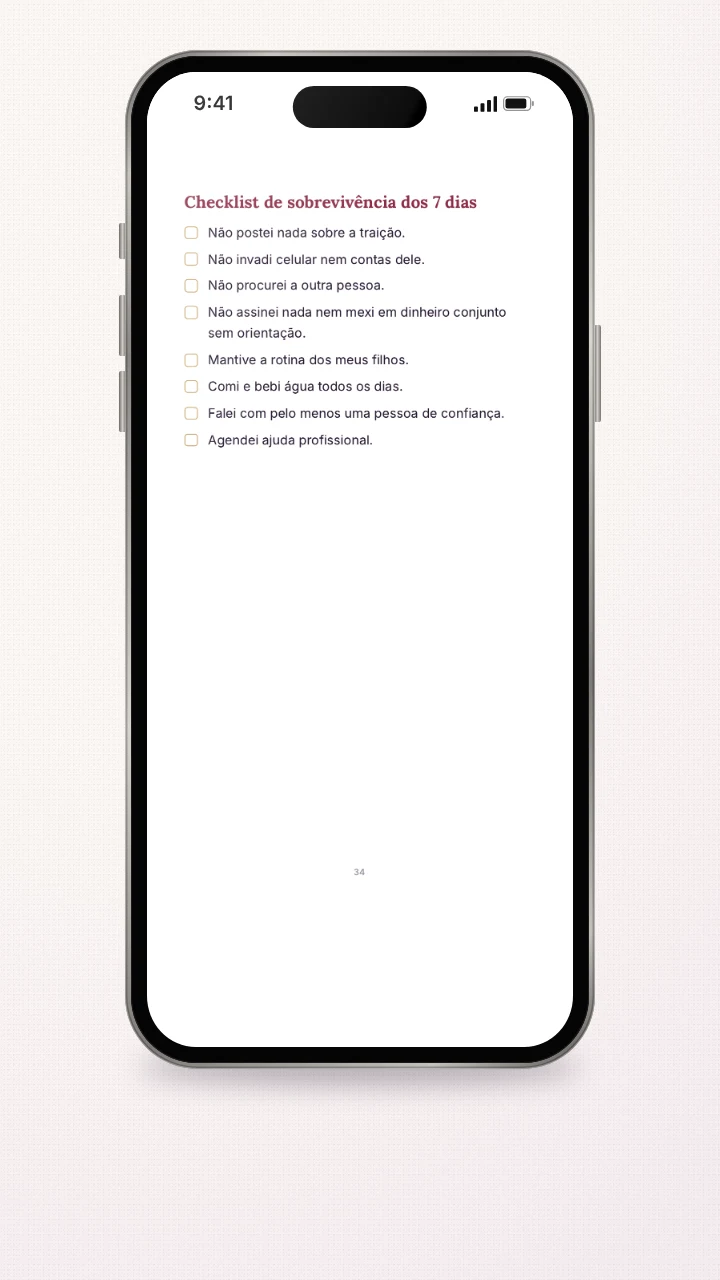 9:41
Checklist de sobrevivência dos 7 dias
Não postei nada sobre a traição.
Não invadi celular nem contas dele.
Não procurei a outra pessoa.
Não assinei nada nem mexi em dinheiro conjunto
sem orientação.
Mantive a rotina dos meus filhos.
Comi e bebi água todos os dias.
Falei com pelo menos uma pessoa de confiança.
Agendei ajuda profissional.
34